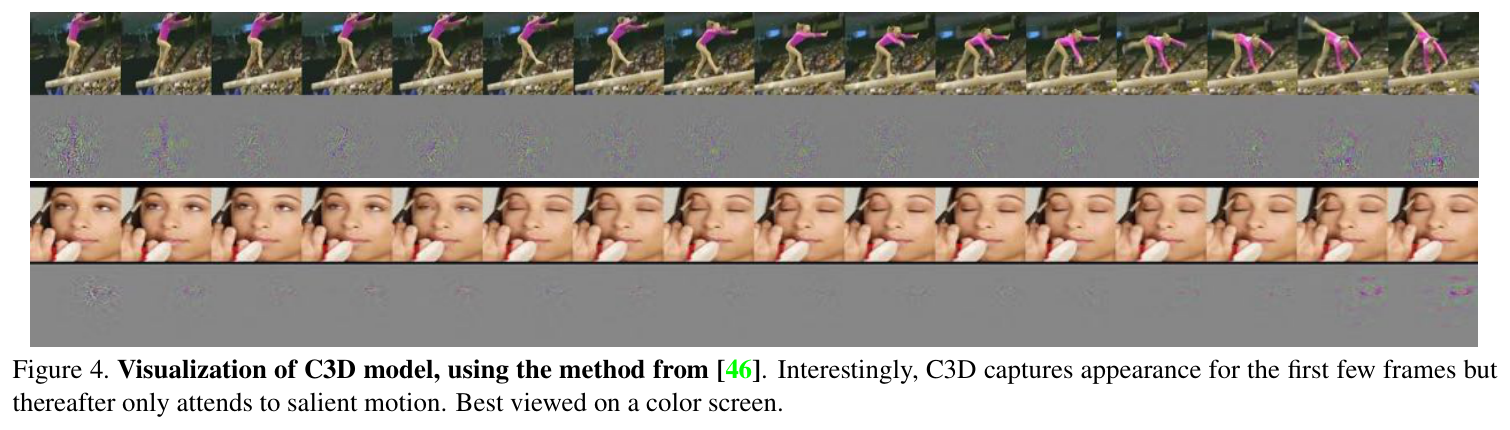 Figure 4. Visualization of C3D model, using the method from [46]. Interestingly, C3D captures appearance for the first few frames but
thereafter only attends to salient motion. Best viewed on a color screen.